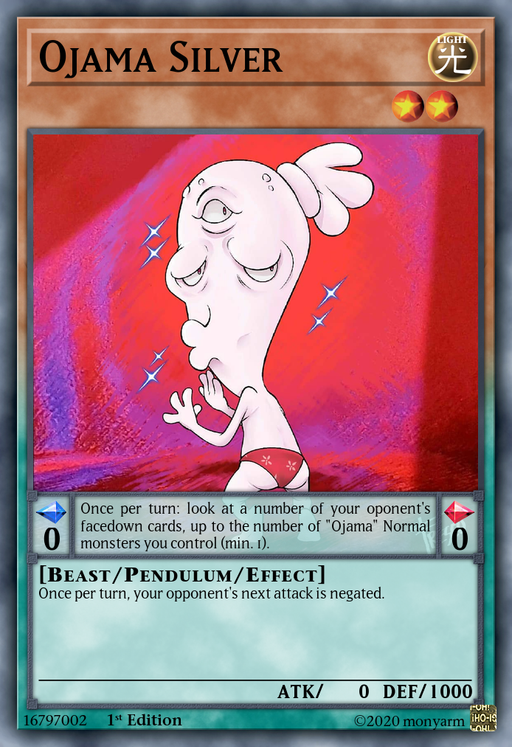 Ojama Silver
LIGHT
光
Once per turn: look at a number of your oponent's
facedown cards, up to the number of "Ojama" Normal
monsters you control (min. 1).
0
0
[Beast/Pendulum/Effect]
Once per turn, your opponent's next attack is negated.
ATK/ 0 DEF/1000
16797002 1st Edition ©2020 monyarm